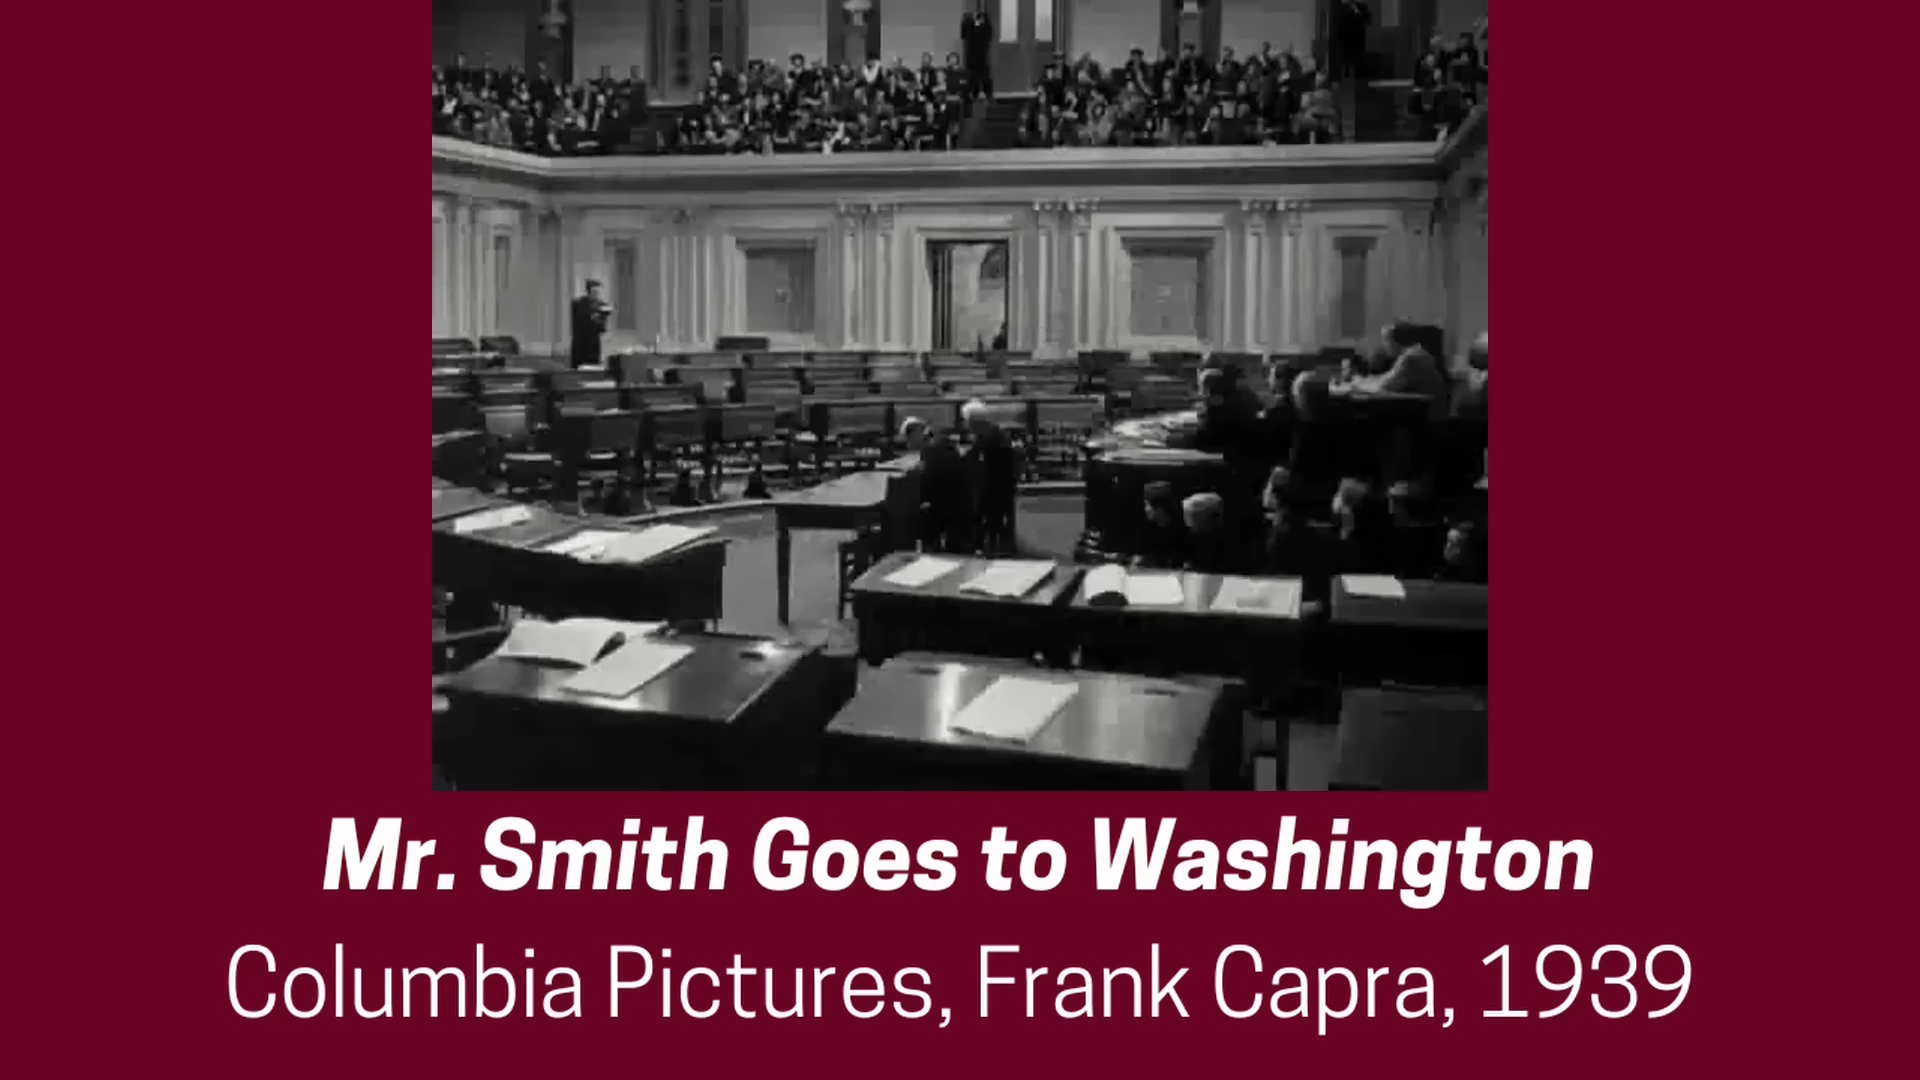 Mr. Smith Goes to Washington
Columbia Pictures, Frank Capra, 1939